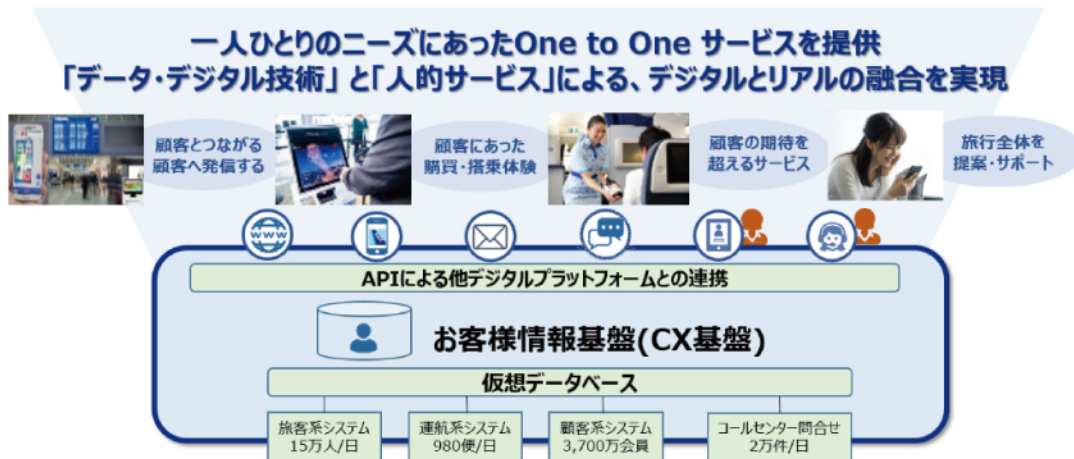 一人ひとりのニーズにあったOne to One サービスを提供
「データ・デジタル技術」と「人的サービス」による、デジタルとリアルの融合を実現
顧客とつながる
顧客へ発信する
顧客にあった
購買・搭乗体験
顧客の期待を
超えるサービス
旅行全体を
提案・サポート
www
APIによる他デジタルプラットフォームとの連携
お客様情報基盤(CX基盤)
仮想データベース
旅客系システム
15万人/日
運航系システム
980便/日
顧客系システム
3,700万会員
コールセンター問合せ
2万件/日